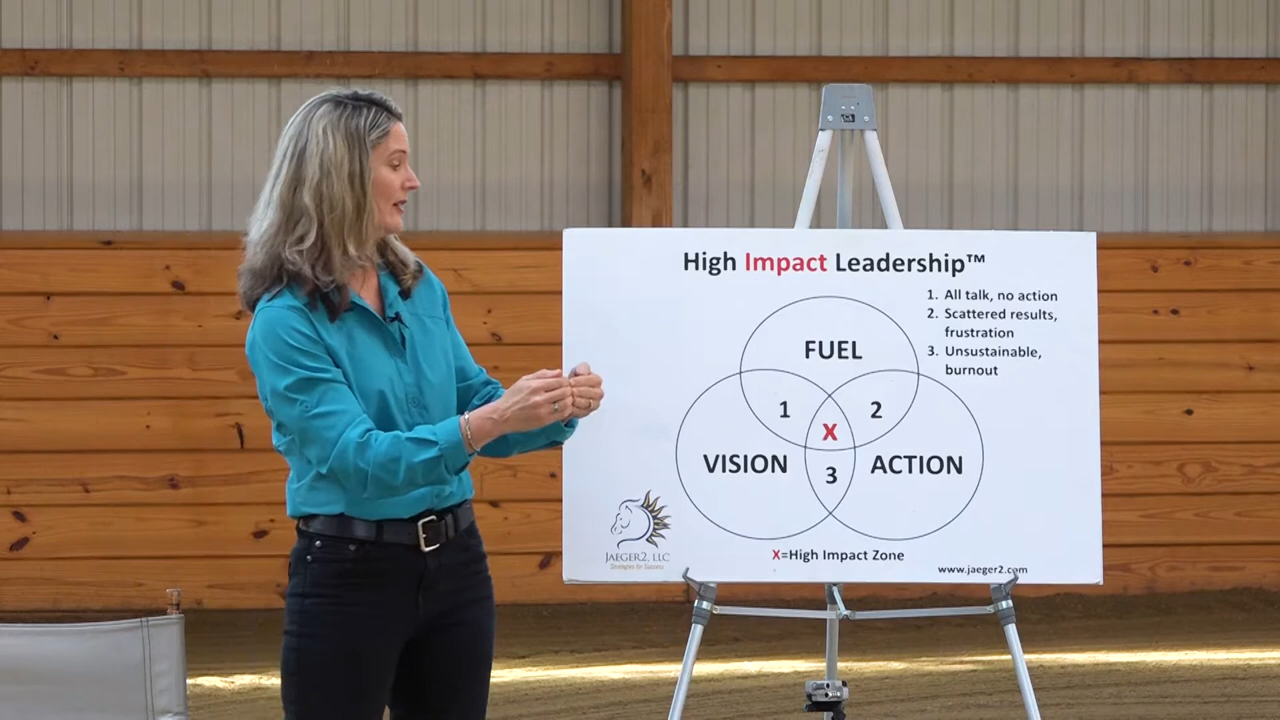 High Impact Leadership™
1. All talk, no action
2. Scattered results,
frustration
3. Unsustainable,
burnout
FUEL
1
2
X
VISION
ACTION
3
JAEGER2, LLC
Strategies for Success
X=High Impact Zone
www.jaeger2.com